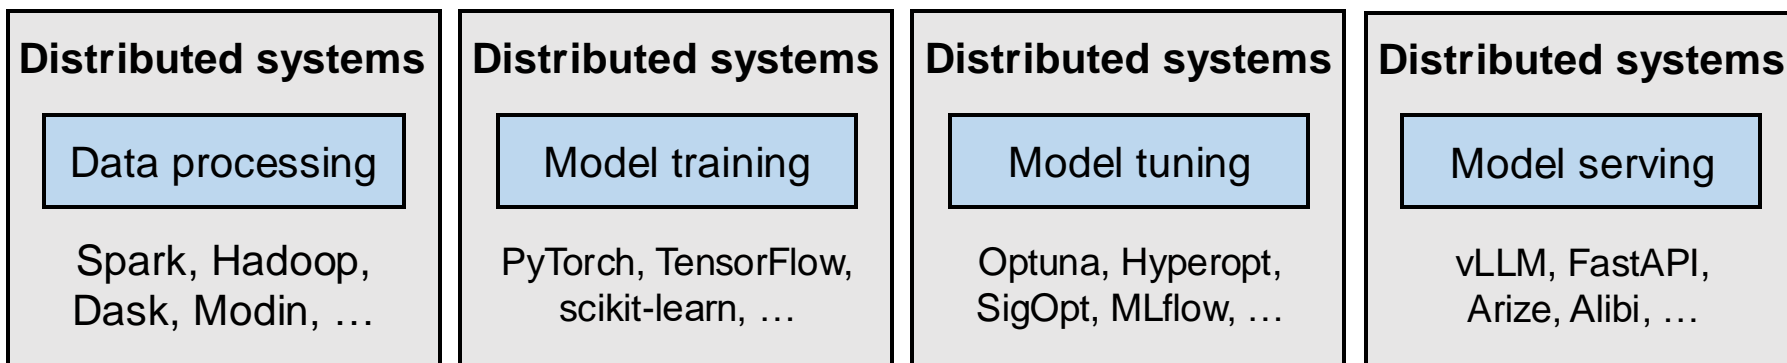 Distributed systems
Data processing
Spark, Hadoop,
Dask, Modin, …
Distributed systems
Model training
PyTorch, TensorFlow,
scikit-learn, …
Distributed systems
Model tuning
Optuna, Hyperopt,
SigOpt, MLflow, …
Distributed systems
Model serving
vLLM, FastAPI,
Arize, Alibi, …